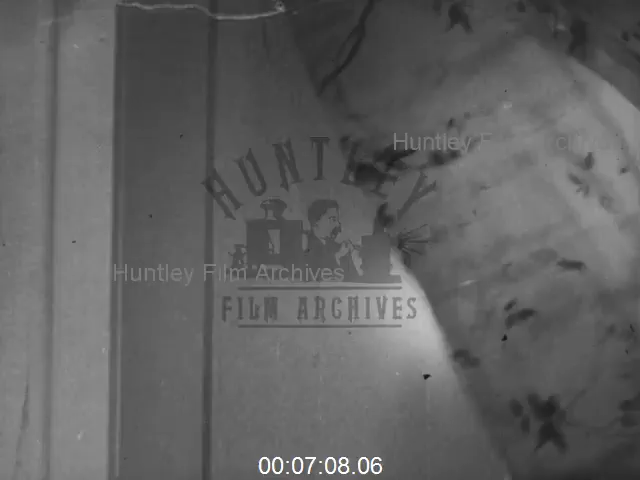 Huntley Film Archives
HUNTLEY
Huntley Film Archives
FILM ARCHIVES
00:07:08.06